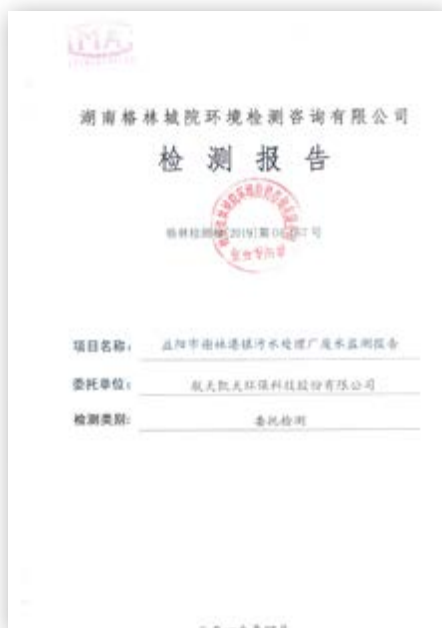 MA
湖南格林城院环境检测咨询有限公司
检测报告
项目名称： 益阳市谢林港镇污水处理厂废水监测报告
委托单位： 航天凯天环保科技股份有限公司
检测类别： 委托检测